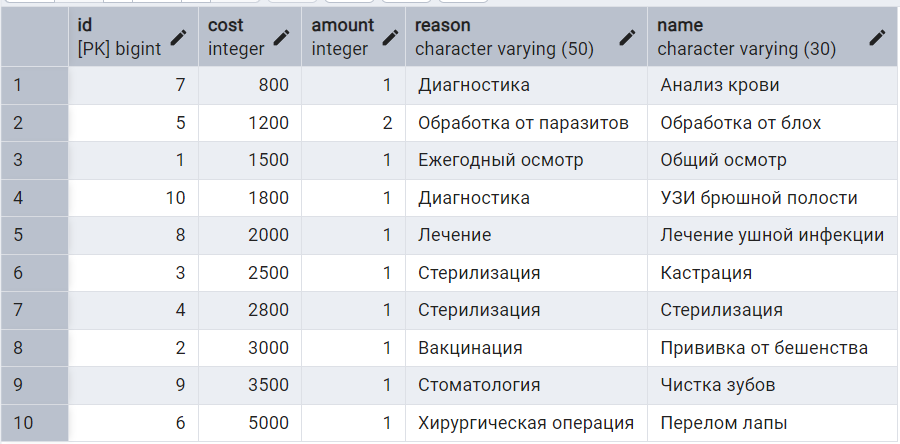 id cost amount reason name
[PK] bigint integer integer character varying (50) character varying (30)
1 7 800 1 Диагностика Анализ крови
2 5 1200 2 Обработка от паразитов Обработка от блох
3 1 1500 1 Ежегодный осмотр Общий осмотр
4 10 1800 1 Диагностика УЗИ брюшной полости
5 8 2000 1 Лечение Лечение ушной инфекции
6 3 2500 1 Стерилизация Кастрация
7 4 2800 1 Стерилизация Стерилизация
8 2 3000 1 Вакцинация Прививка от бешенства
9 9 3500 1 Стоматология Чистка зубов
10 6 5000 1 Хирургическая операция Перелом лапы